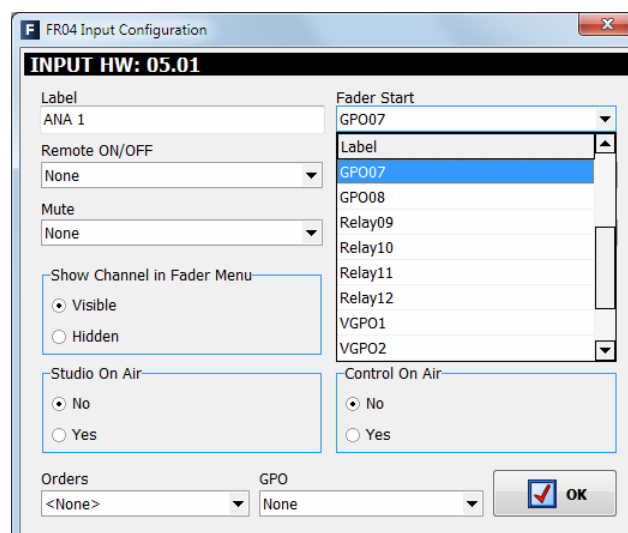 F FR04 Input Configuration
INPUT HW: 05.01
Label
ANA 1
Fader Start
GPO07
Label
GPO07
GPO08
Relay09
Relay10
Relay11
Relay12
VGPO1
VGPO2
Remote ON/OFF
None
Mute
None
Show Channel in Fader Menu
Visible
Hidden
Studio On Air
No
Yes
Control On Air
No
Yes
Orders
<None>
GPO
None
OK